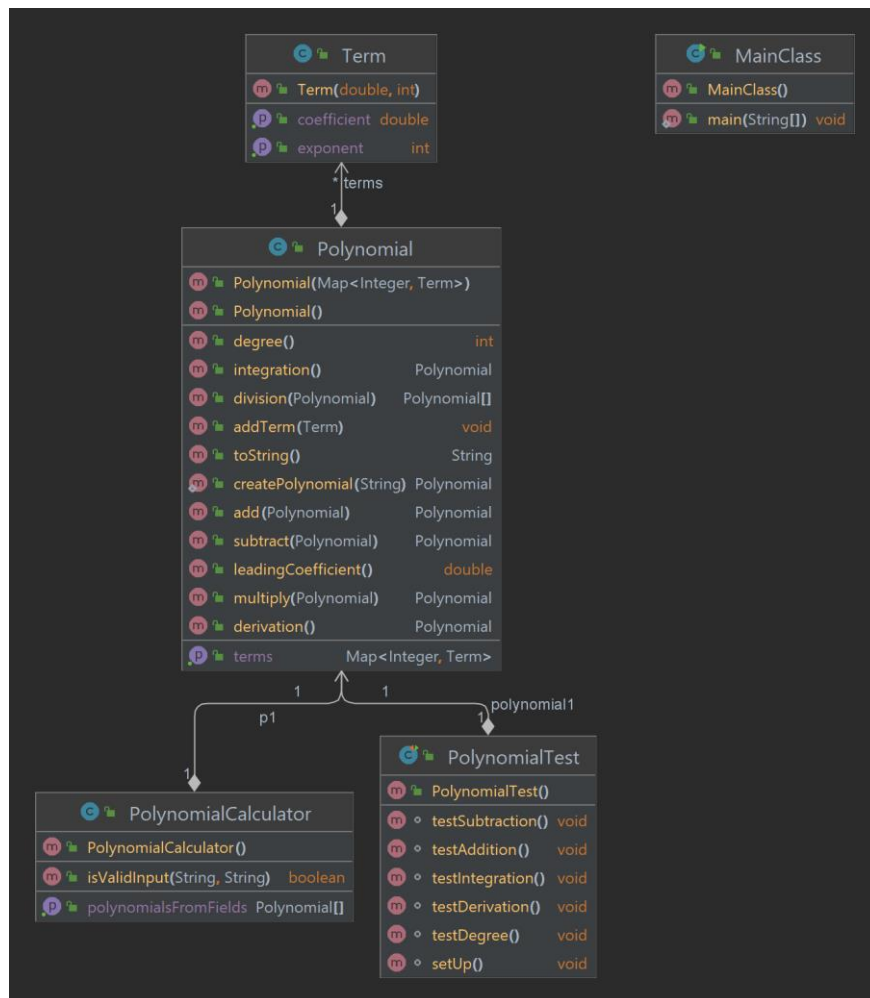 Term
Term(double, int)
coefficient double
exponent int
* terms
1
MainClass
MainClass()
main(String[]) void
Polynomial
Polynomial(Map<Integer, Term>)
Polynomial()
degree() int
integration() Polynomial
division(Polynomial) Polynomial[]
addTerm(Term) void
toString() String
createPolynomial(String) Polynomial
add(Polynomial) Polynomial
subtract(Polynomial) Polynomial
leadingCoefficient() double
multiply(Polynomial) Polynomial
derivation() Polynomial
terms Map<Integer, Term>
1 1
p1 polynomial1
1
1
PolynomialCalculator
PolynomialCalculator()
isValidInput(String, String) boolean
polynomialsFromFields Polynomial[]
PolynomialTest
PolynomialTest()
testSubtraction() void
testAddition() void
testIntegration() void
testDerivation() void
testDegree() void
setUp() void